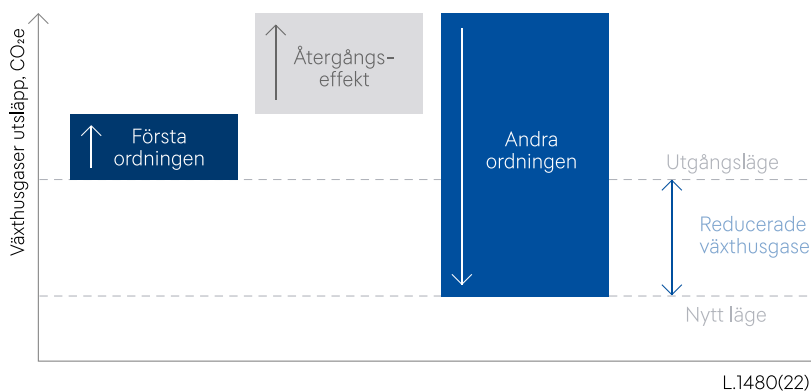 Växthusgaser utsläpp, CO₂e
Första
ordningen
Återgångs-
effekt
Andra
ordningen
Utgångsläge
Reducerade
växthusgase
Nytt läge
L.1480(22)